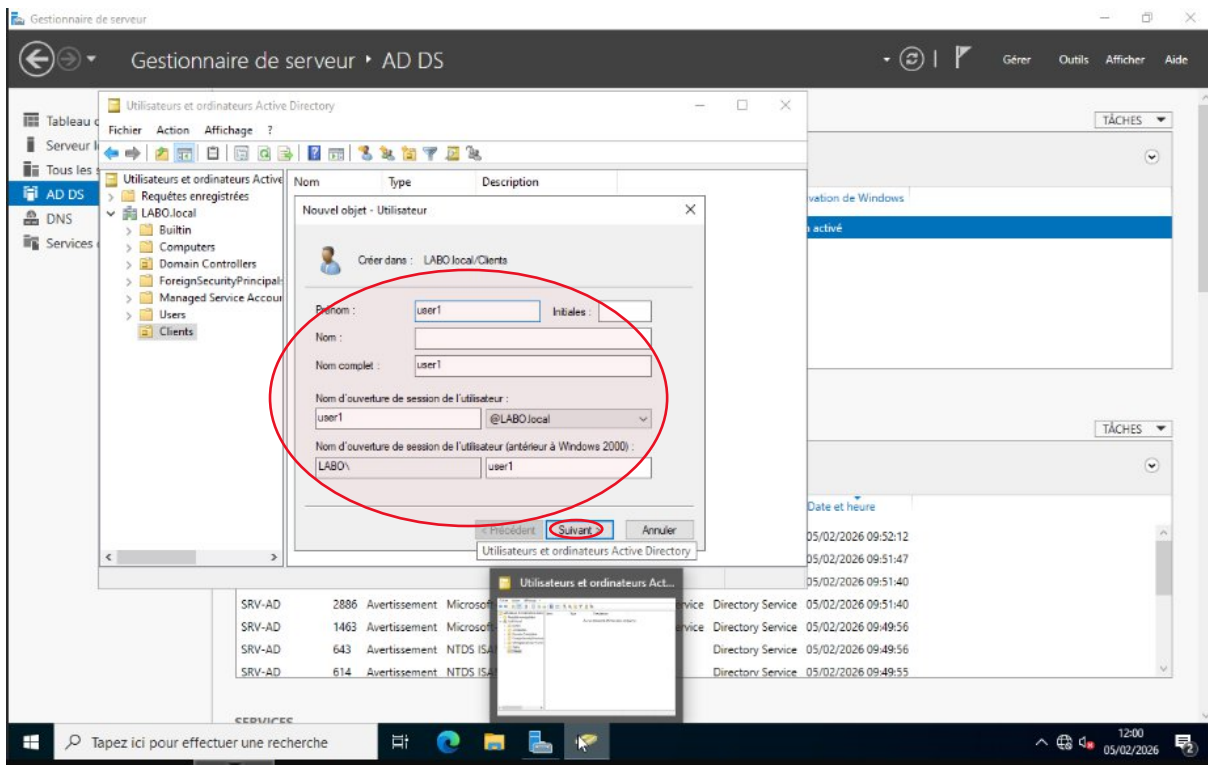 Gestionnaire de serveur
Gestionnaire de serveur ‣ AD DS
Gérer Outils Afficher Aide
Utilisateurs et ordinateurs Active Directory
Fichier Action Affichage ?
Tableau
Serveur
Tous les
AD DS
DNS
Services
TÂCHES
Utilisateurs et ordinateurs Active
Requêtes enregistrées
LABO.local
Builtin
Computers
Domain Controllers
ForeignSecurityPrincipal
Managed Service Accou
Users
Clients
Nom Type Description
vation de Windows
activé
Nouvel objet - Utilisateur
Créer dans : LABO.local/Clients
Prénom : user1 Initiales :
Nom :
Nom complet : user1
Nom d'ouverture de session de l'utilisateur :
user1 @LABO.local
Nom d'ouverture de session de l'utilisateur (antérieur à Windows 2000) :
LABO\ user1
< Précédent Suivant > Annuler
Utilisateurs et ordinateurs Active Directory
TÂCHES
Date et heure
05/02/2026 09:52:12
05/02/2026 09:51:47
05/02/2026 09:51:40
Utilisateurs et ordinateurs Act...
SRV-AD 2886 Avertissement Microsof rvice Directory Service 05/02/2026 09:51:40
SRV-AD 1463 Avertissement Microsof rvice Directory Service 05/02/2026 09:49:56
SRV-AD 643 Avertissement NTDS ISA Directory Service 05/02/2026 09:49:56
SRV-AD 614 Avertissement NTDS ISA Directory Service 05/02/2026 09:49:55
SERVICES
Tapez ici pour effectuer une recherche
12:00
05/02/2026
2